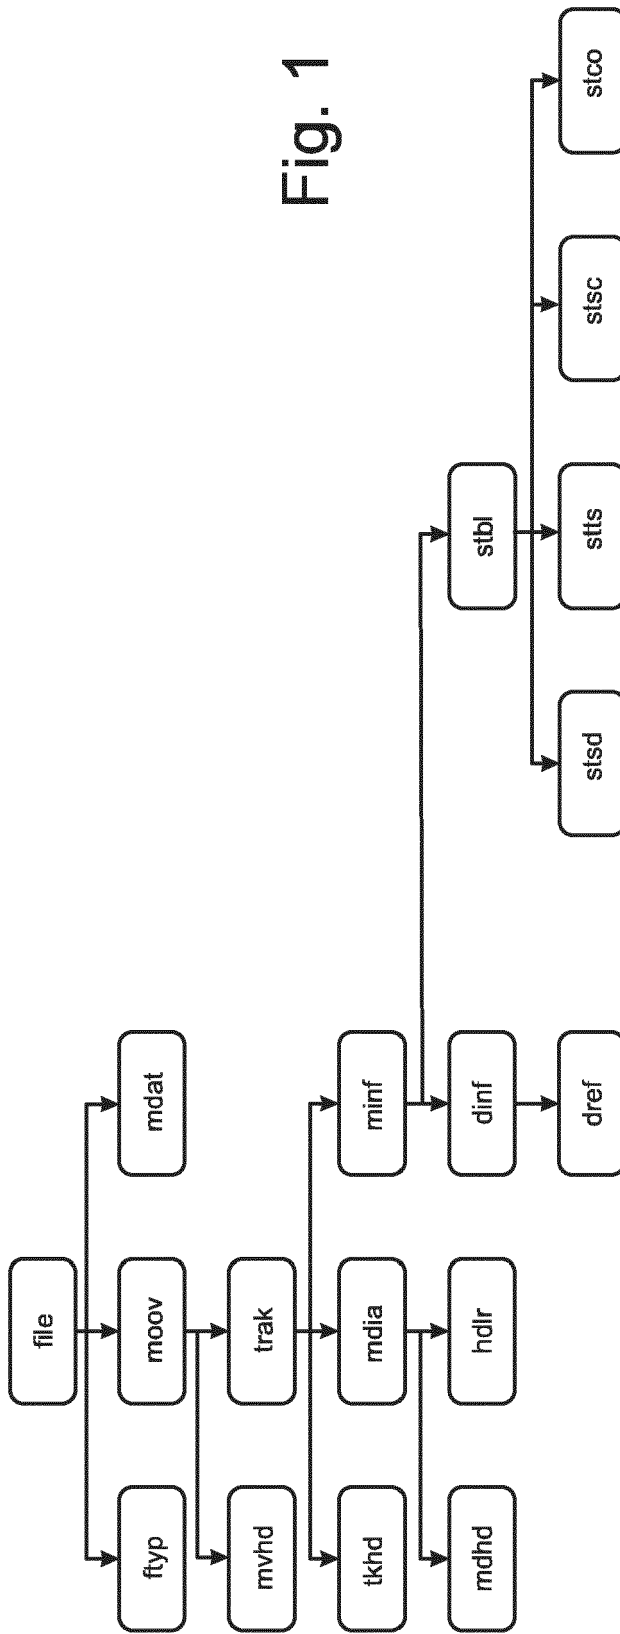 Fig. 1
file
ftyp
moov
mdat
mvhd
trak
tkhd
mdia
minf
mdhd
hdlr
dinf
stbl
dref
stsd
stts
stsc
stco